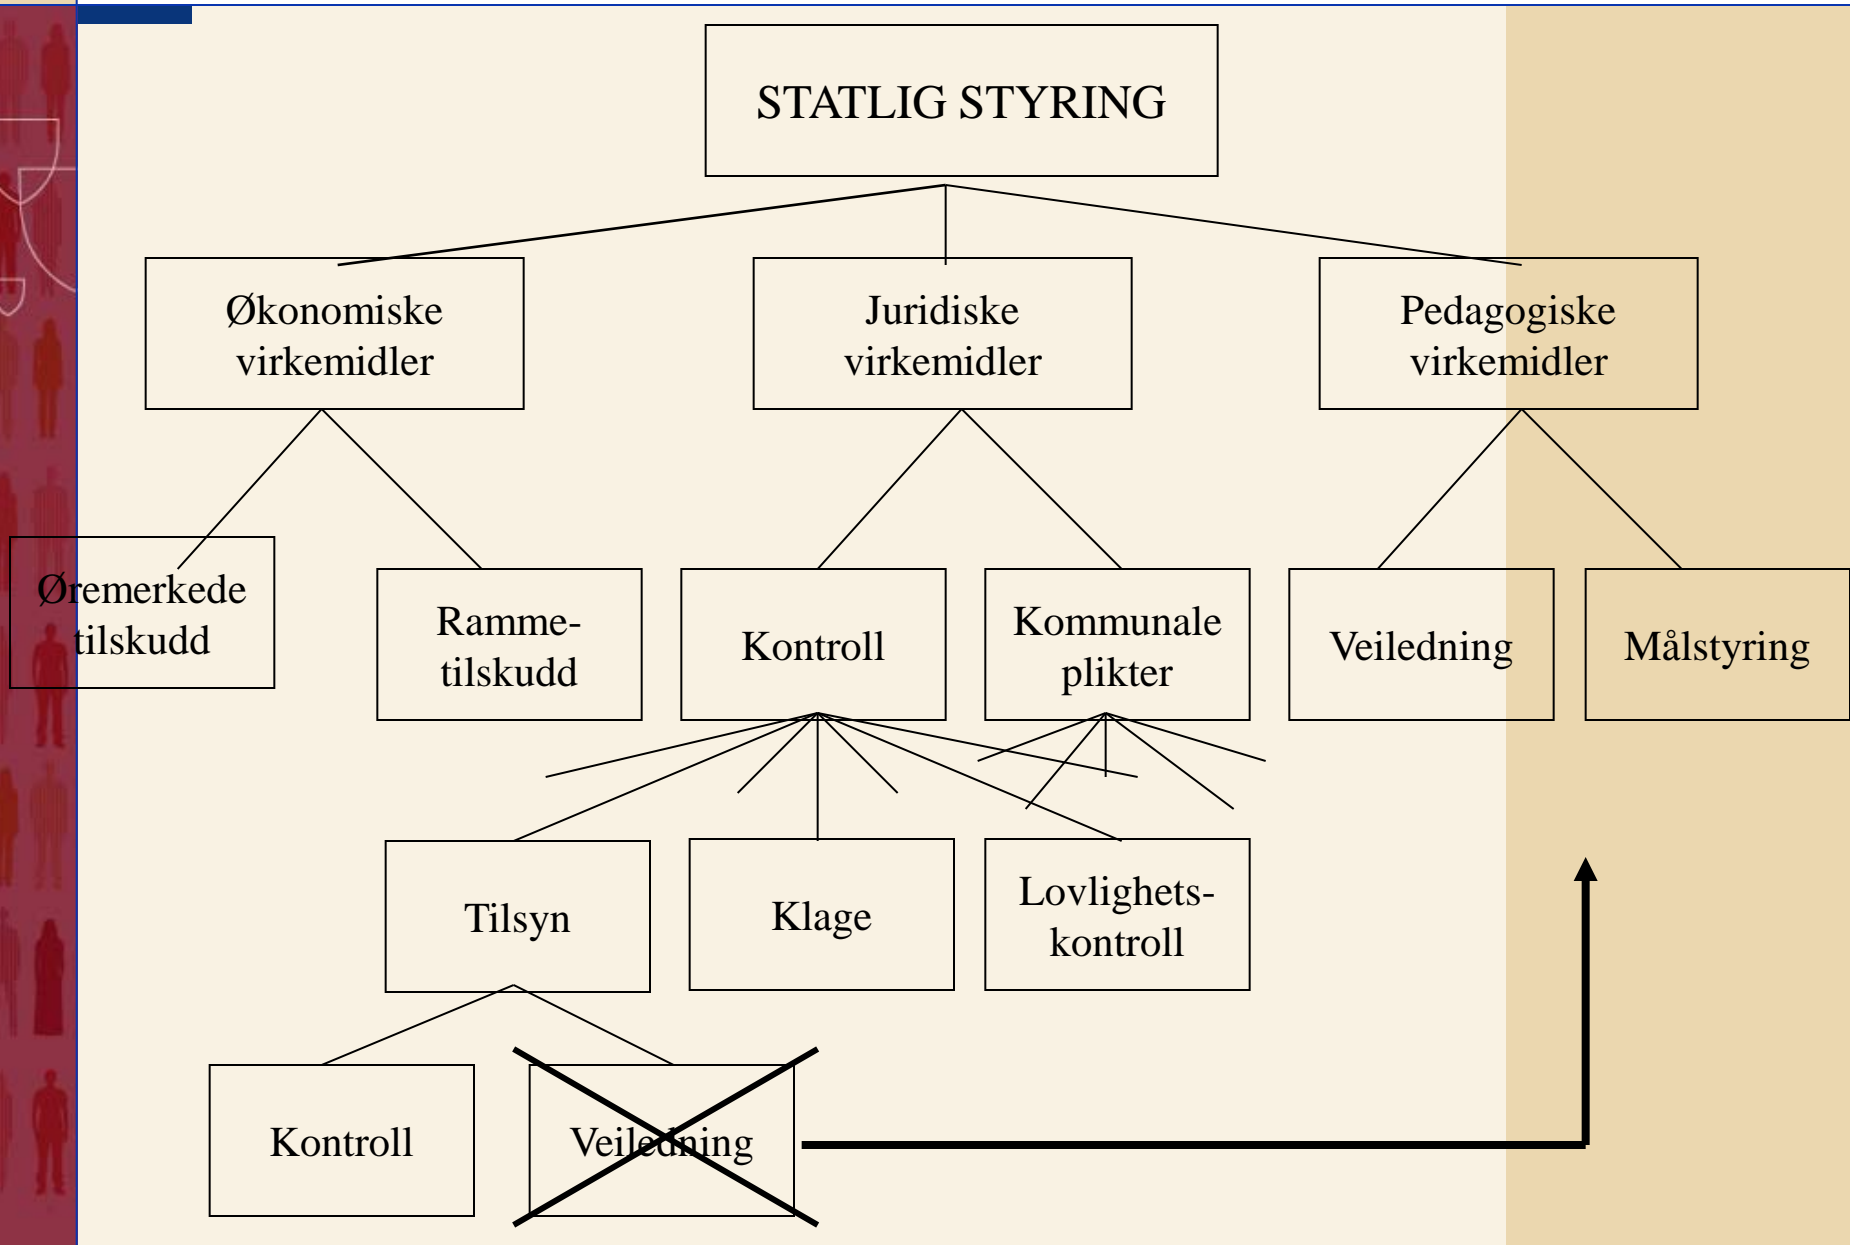 STATLIG STYRING
Økonomiske
virkemidler
Juridiske
virkemidler
Pedagogiske
virkemidler
Øremerkede
tilskudd
Ramme-
tilskudd
Kontroll
Kommunale
plikter
Veiledning
Målstyring
Tilsyn
Klage
Lovlighets-
kontroll
Kontroll
Veiledning